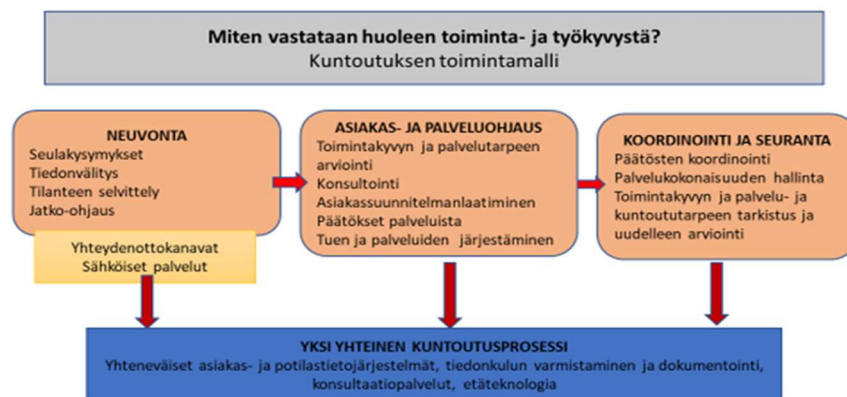 Miten vastataan huoleen toiminta- ja työkyvystä?
Kuntoutuksen toimintamalli
NEUVONTA
Seulakysymykset
Tiedonvälitys
Tilanteen selvittely
Jatko-ohjaus
Yhteydenottokanavat
Sähköiset palvelut
ASIAKAS- JA PALVELUOHJAUS
Toimintakyvyn ja palvelutarpeen
arviointi
Konsultointi
Asiakassuunnitelmanlaatiminen
Päätökset palveluista
Tuen ja palveluiden järjestäminen
KOORDINOINTI JA SEURANTA
Päätösten koordinointi
Palvelukokonaisuuden hallinta
Toimintakyvyn ja palvelu- ja
kuntoututarpeen tarkistus ja
uudelleen arviointi
YKSI YHTEINEN KUNTOUTUSPROSESSI
Yhteneväiset asiakas- ja potilastietojärjestelmät, tiedonkulun varmistaminen ja dokumentointi,
konsultaatiopalvelut, etäteknologia